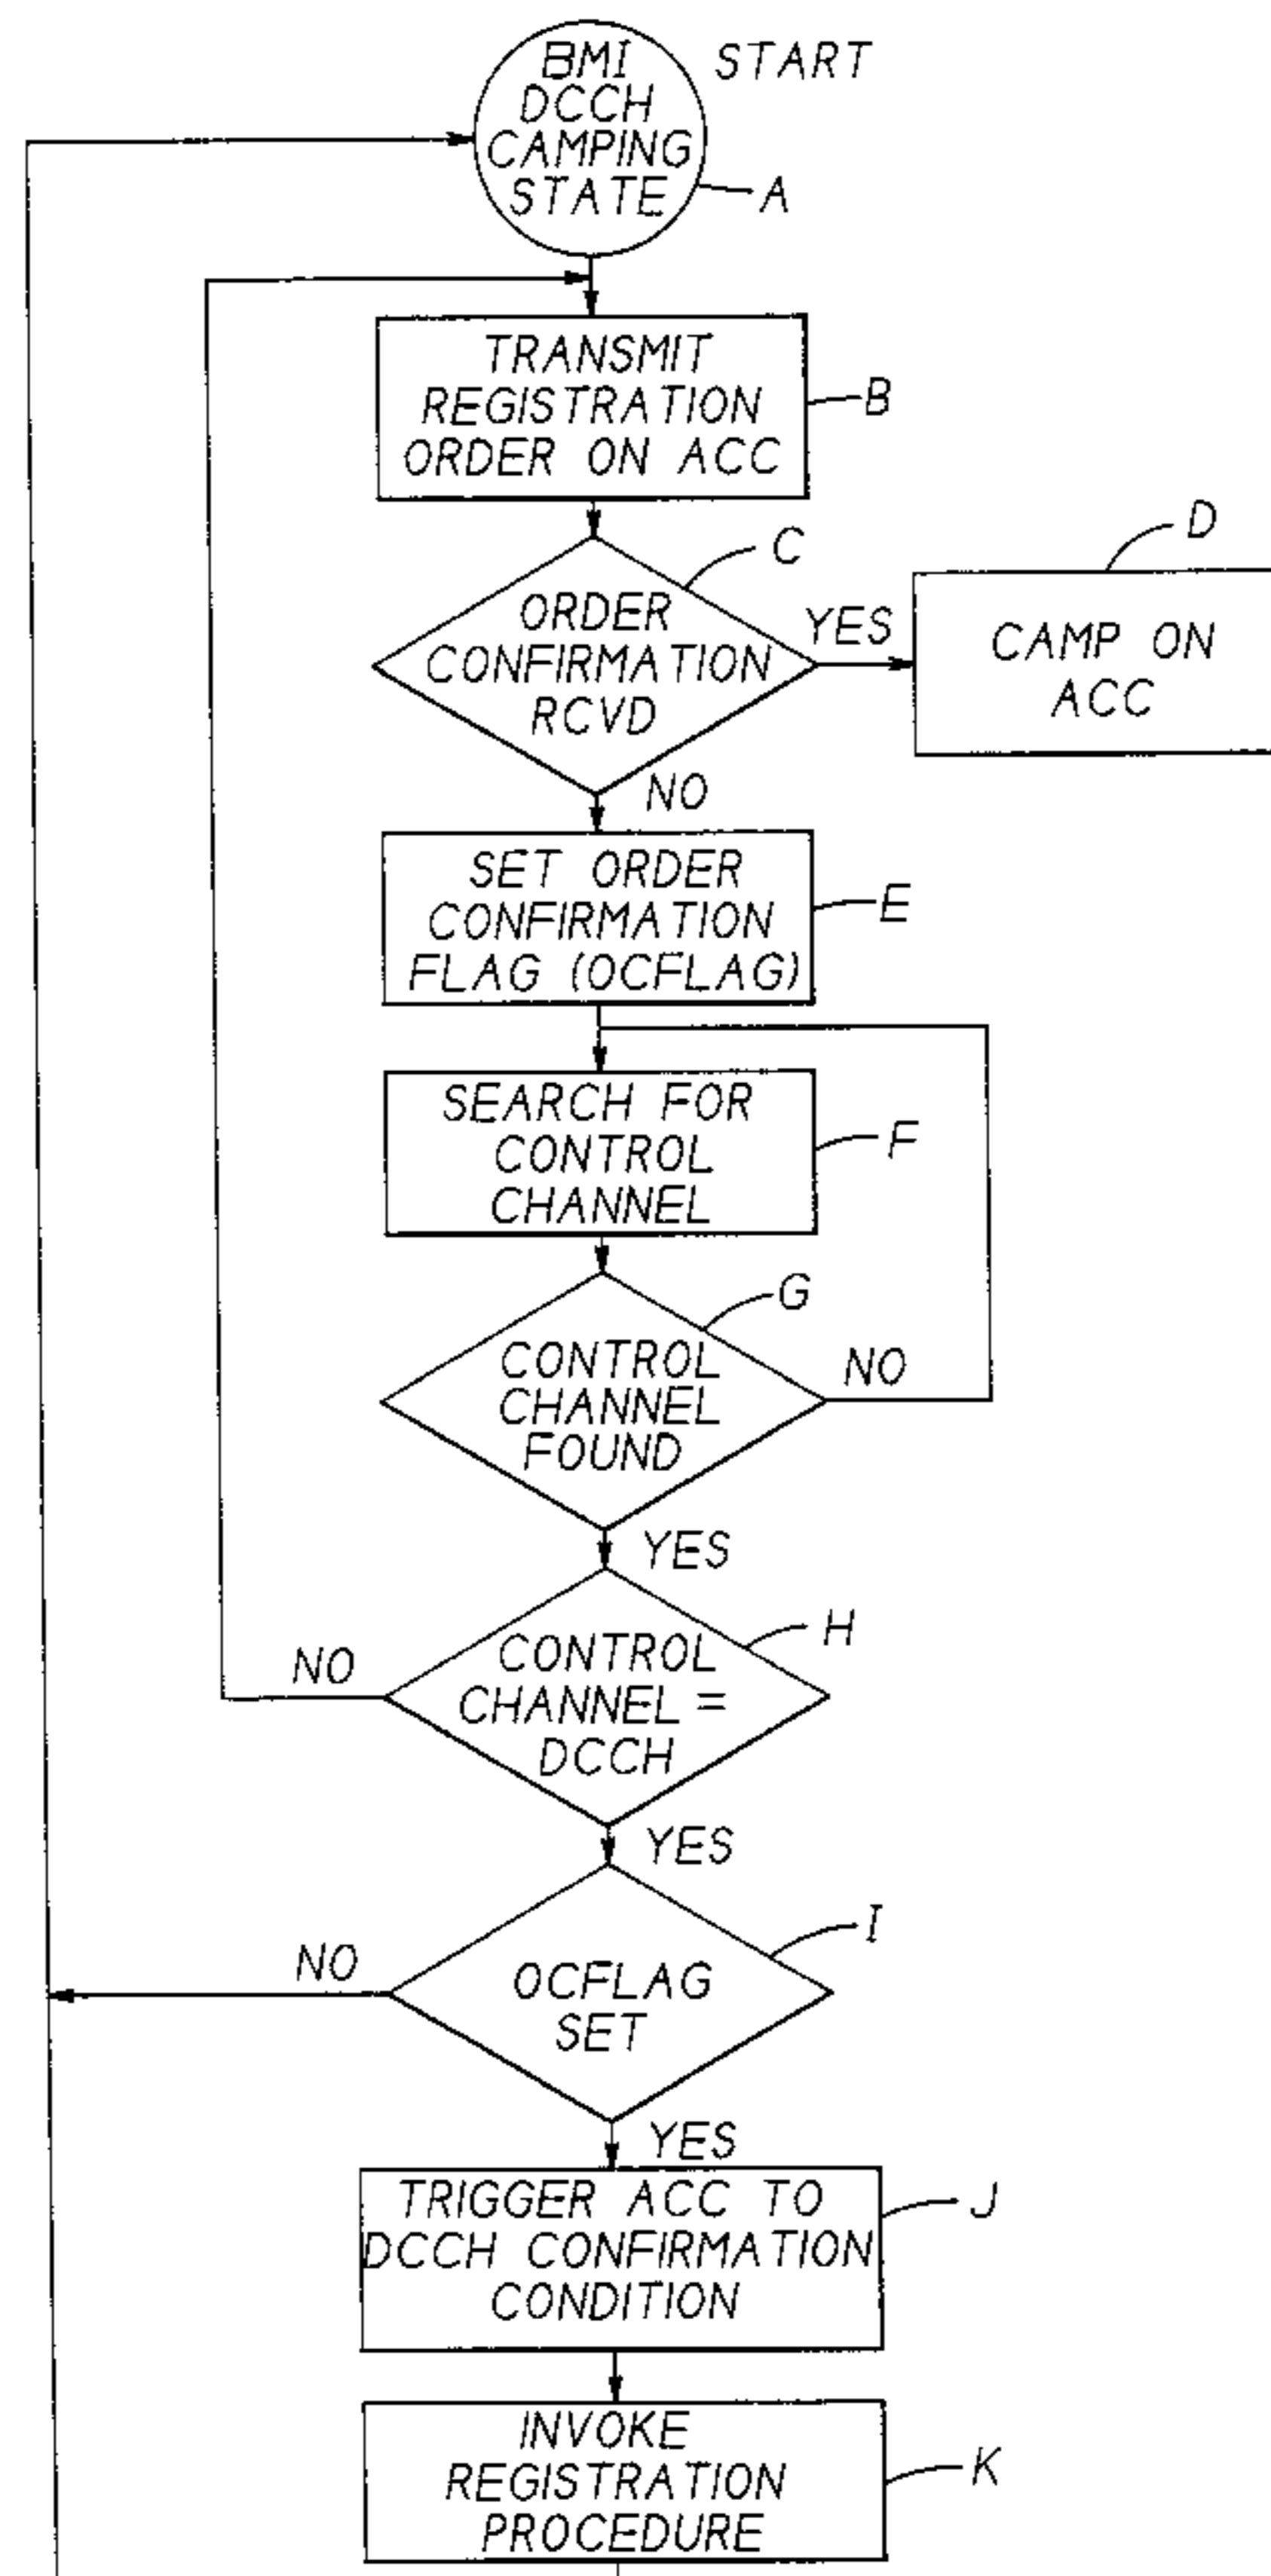 BMI
DCCH
CAMPING
STATE
START
A
TRANSMIT
REGISTRATION
ORDER ON ACC
B
ORDER
CONFIRMATION
RCVD
C
YES
D
CAMP ON
ACC
NO
SET ORDER
CONFIRMATION
FLAG (OCFLAG)
E
SEARCH FOR
CONTROL
CHANNEL
F
CONTROL
CHANNEL
FOUND
G
NO
YES
CONTROL
CHANNEL =
DCCH
H
NO
YES
OCFLAG
SET
I
NO
YES
TRIGGER ACC TO
DCCH CONFIRMATION
CONDITION
J
INVOKE
REGISTRATION
PROCEDURE
K